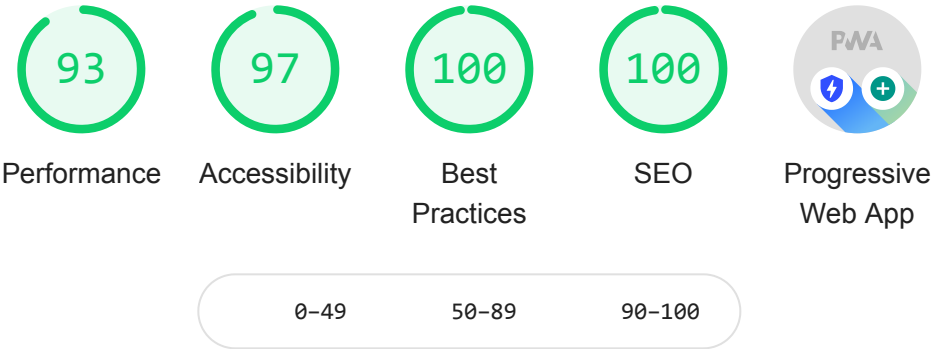 93
97
100
100
PWA
Performance
Accessibility
Best
Practices
SEO
Progressive
Web App
0–49
50–89
90–100